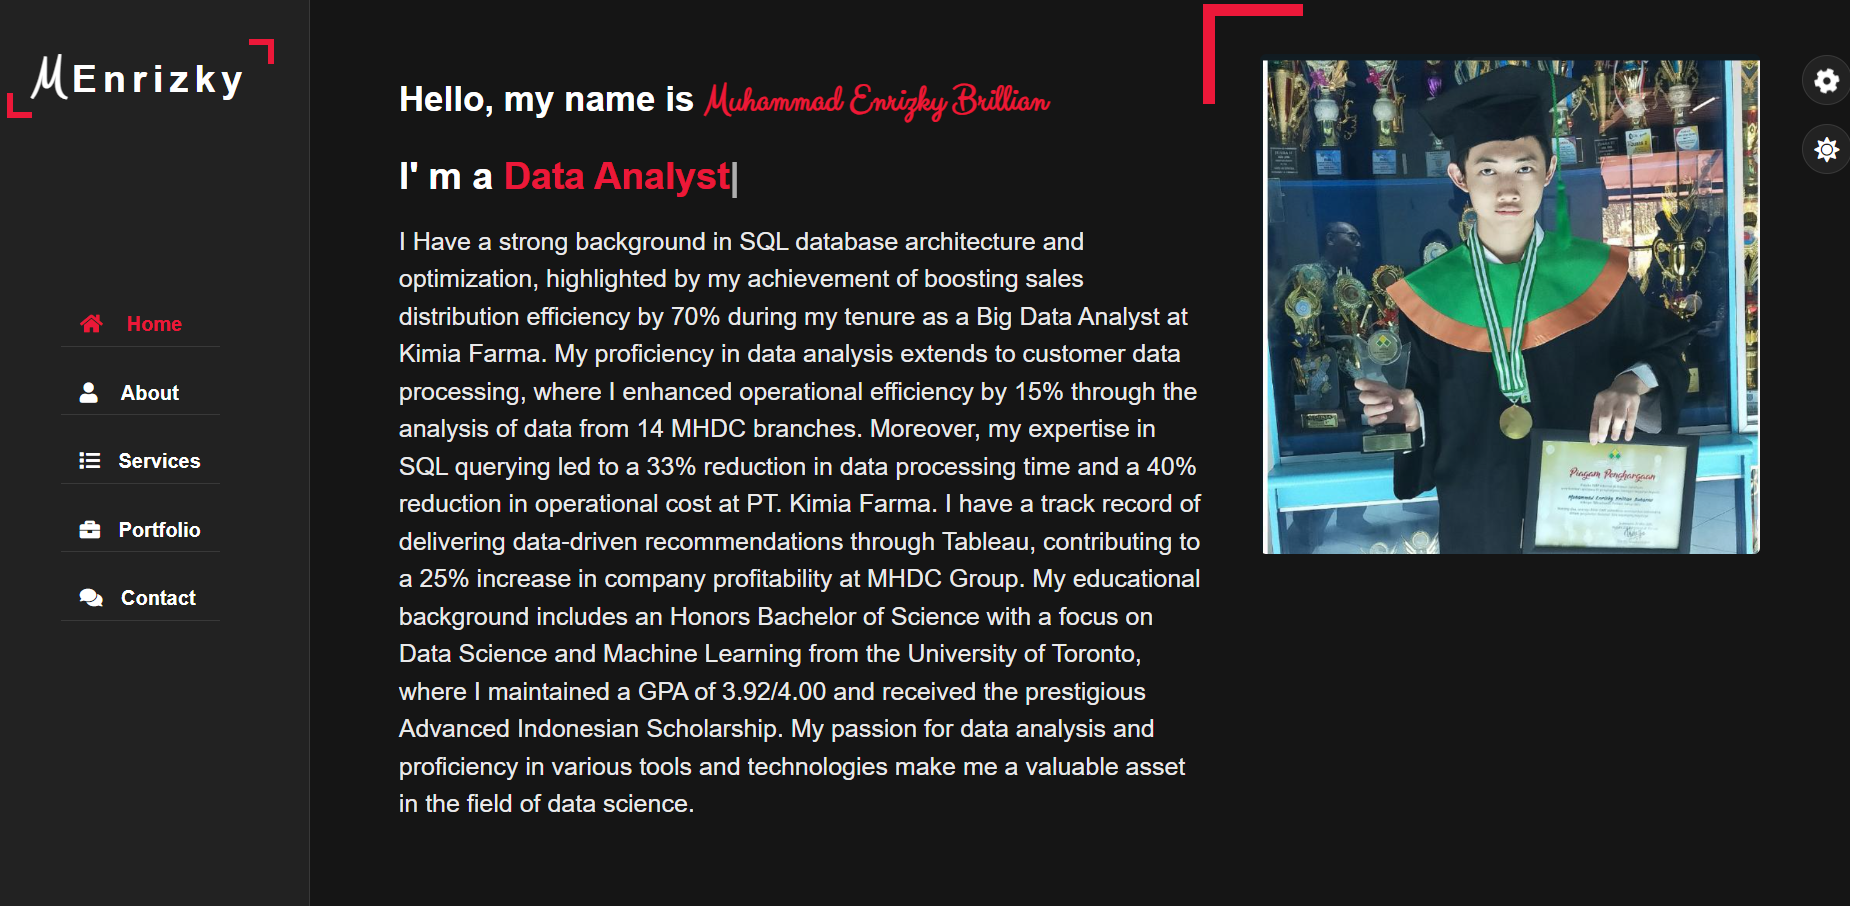 MEnrizky
Home
About
Services
Portfolio
Contact
Hello, my name is Muhammad Enrizky Brillian
I' m a Data Analyst
I Have a strong background in SQL database architecture and
optimization, highlighted by my achievement of boosting sales
distribution efficiency by 70% during my tenure as a Big Data Analyst at
Kimia Farma. My proficiency in data analysis extends to customer data
processing, where I enhanced operational efficiency by 15% through the
analysis of data from 14 MHDC branches. Moreover, my expertise in
SQL querying led to a 33% reduction in data processing time and a 40%
reduction in operational cost at PT. Kimia Farma. I have a track record of
delivering data-driven recommendations through Tableau, contributing to
a 25% increase in company profitability at MHDC Group. My educational
background includes an Honors Bachelor of Science with a focus on
Data Science and Machine Learning from the University of Toronto,
where I maintained a GPA of 3.92/4.00 and received the prestigious
Advanced Indonesian Scholarship. My passion for data analysis and
proficiency in various tools and technologies make me a valuable asset
in the field of data science.
Piagam Penghargaan
Muhammad Enrizky Brillian